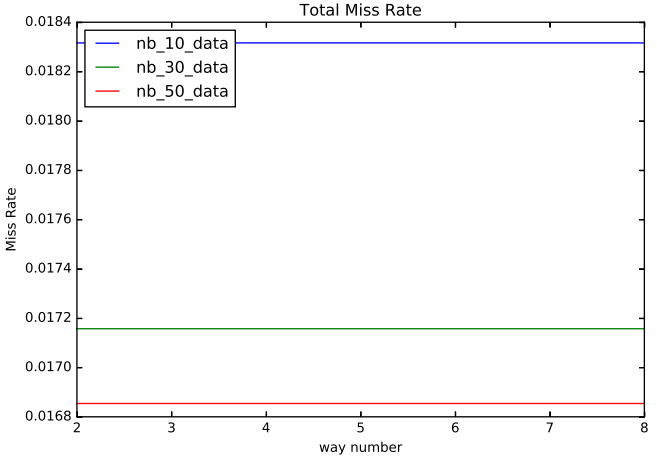 Total Miss Rate
0.0184
0.0182
0.0180
0.0178
0.0176
0.0174
0.0172
0.0170
0.0168
Miss Rate
nb_10_data
nb_30_data
nb_50_data
2 3 4 5 6 7 8
way number